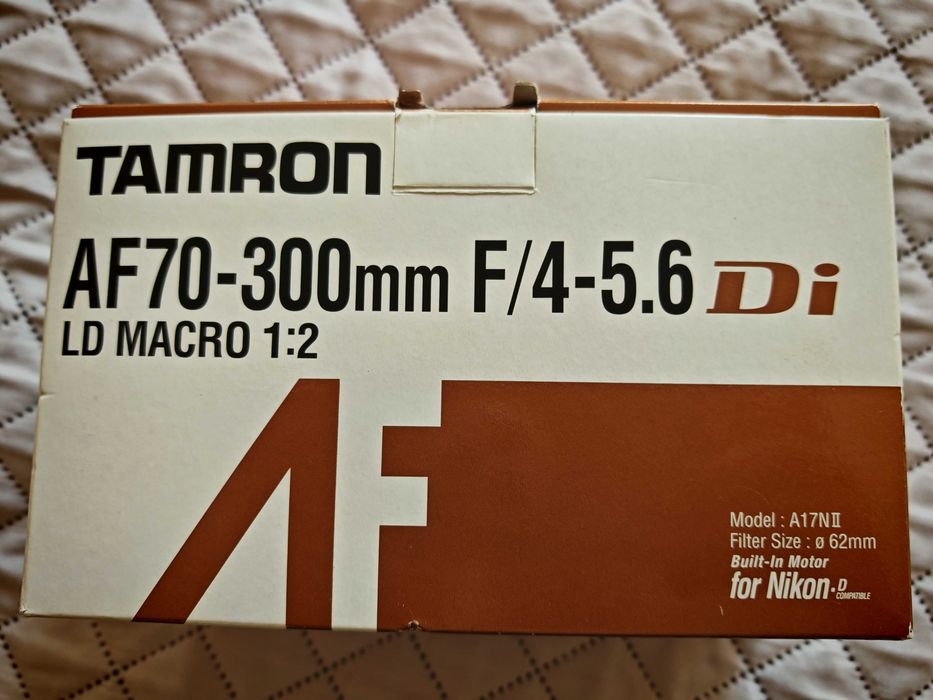 TAMRON
AF70-300mm F/4-5.6 Di
LD MACRO 1:2
AF
Model : A17NII
Filter Size : ø 62mm
Built-In Motor
for Nikon-D
COMPATIBLE